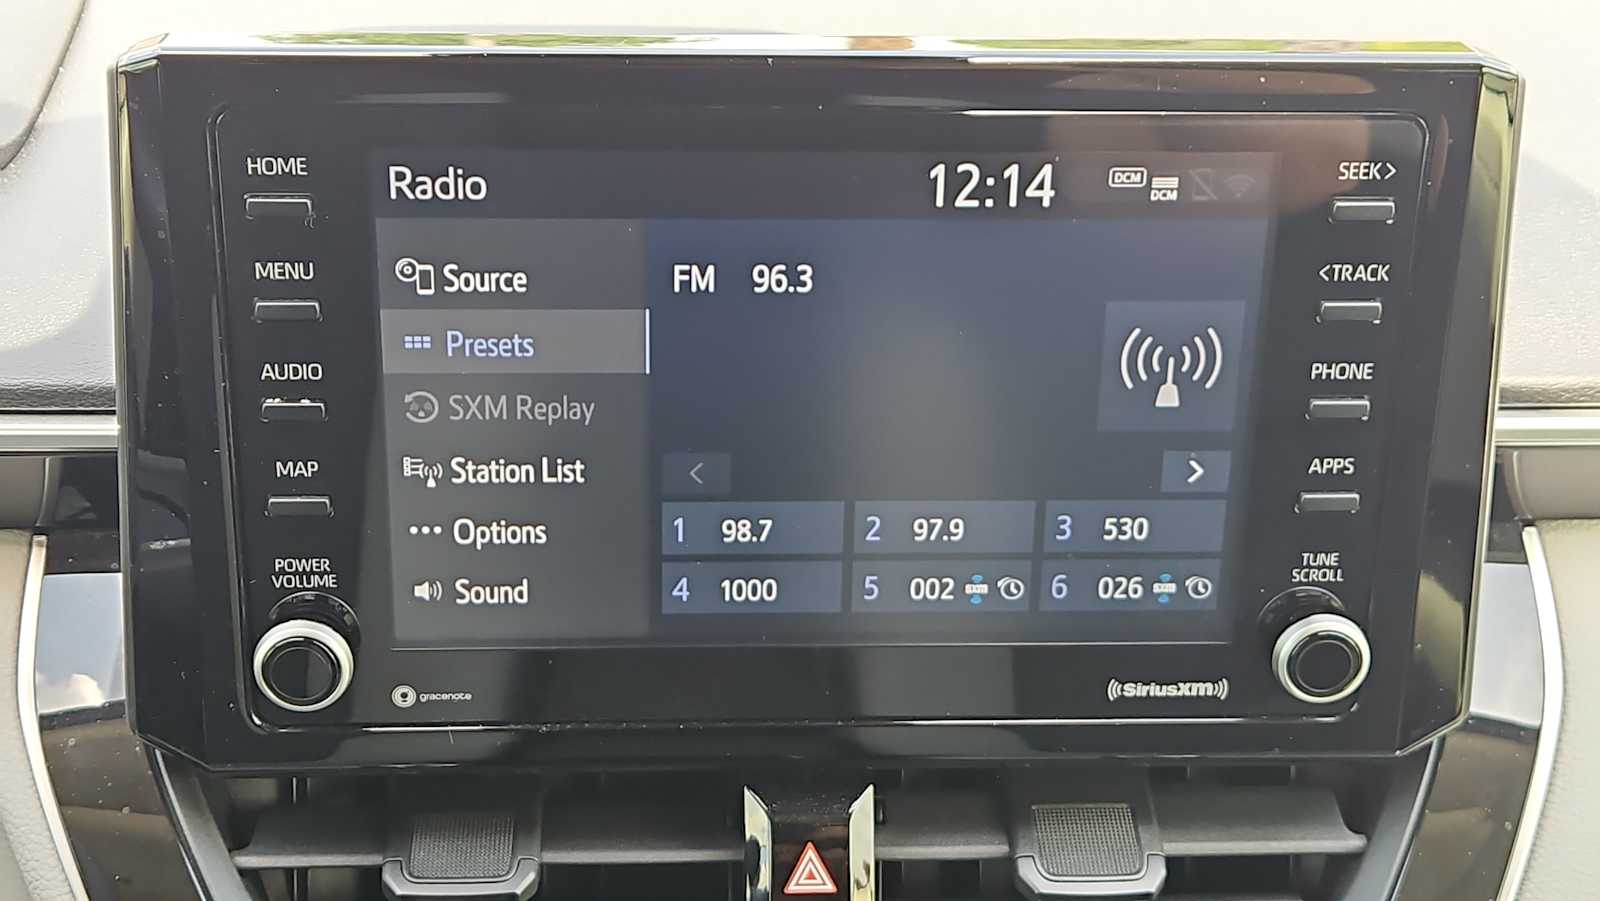 HOME
MENU
AUDIO
MAP
POWER
VOLUME
Radio
12:14
DCM
DCM
Source
Presets
SXM Replay
Station List
Options
Sound
FM 96.3
<
>
1 98.7
2 97.9
3 530
4 1000
5 002 SXM
6 026 SXM
gracenote
SiriusXM
SEEK>
<TRACK
PHONE
APPS
TUNE
SCROLL